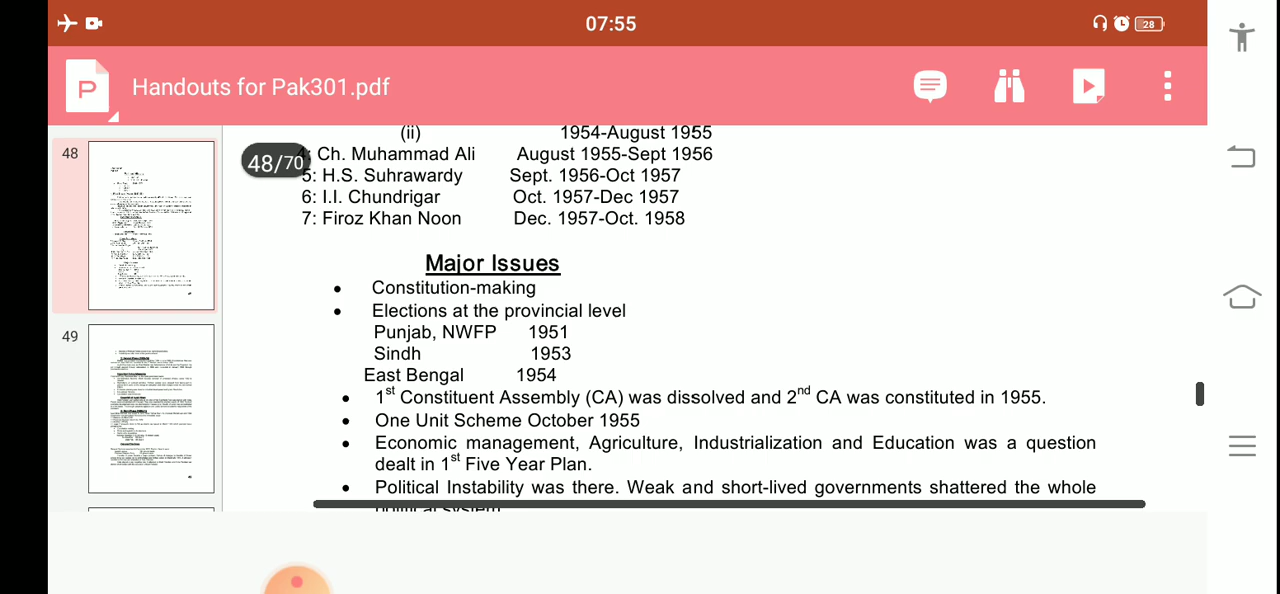 07:55
28
Handouts for Pak301.pdf
48
48/70
(ii) 1954-August 1955
4: Ch. Muhammad Ali August 1955-Sept 1956
5: H.S. Suhrawardy Sept. 1956-Oct 1957
6: I.I. Chundrigar Oct. 1957-Dec 1957
7: Firoz Khan Noon Dec. 1957-Oct. 1958
Major Issues
• Constitution-making
• Elections at the provincial level
Punjab, NWFP 1951
Sindh 1953
East Bengal 1954
• 1st Constituent Assembly (CA) was dissolved and 2nd CA was constituted in 1955.
• One Unit Scheme October 1955
• Economic management, Agriculture, Industrialization and Education was a question
dealt in 1st Five Year Plan.
• Political Instability was there. Weak and short-lived governments shattered the whole
political system
49